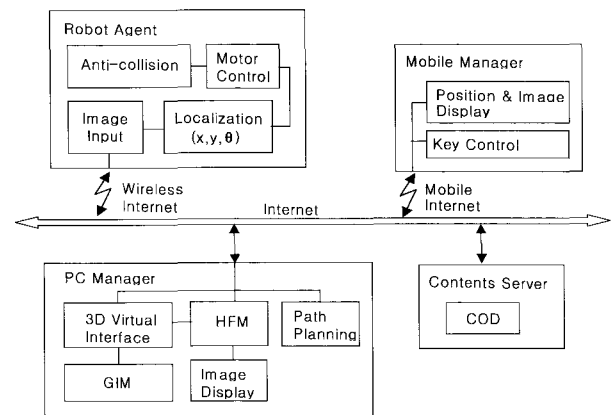 Robot Agent
Anti-collision
Motor
Control
Image
Input
Localization
(x,y,θ)
Mobile Manager
Position & Image
Display
Key Control
Wireless
Internet
Internet
Mobile
Internet
PC Manager
3D Virtual
Interface
HFM
Path
Planning
GIM
Image
Display
Contents Server
COD